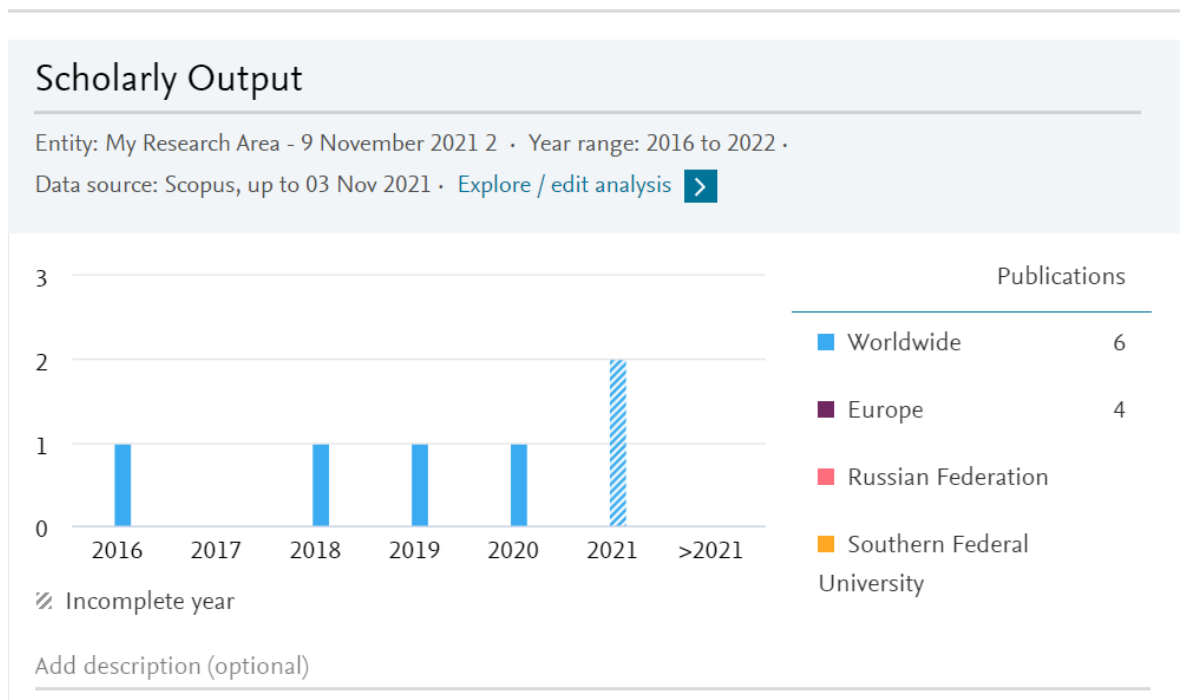 Scholarly Output
Entity: My Research Area - 9 November 2021 2 · Year range: 2016 to 2022 ·
Data source: Scopus, up to 03 Nov 2021 · Explore / edit analysis
3
2
1
0
2016 2017 2018 2019 2020 2021 >2021
Incomplete year
Publications
Worldwide 6
Europe 4
Russian Federation
Southern Federal
University
Add description (optional)